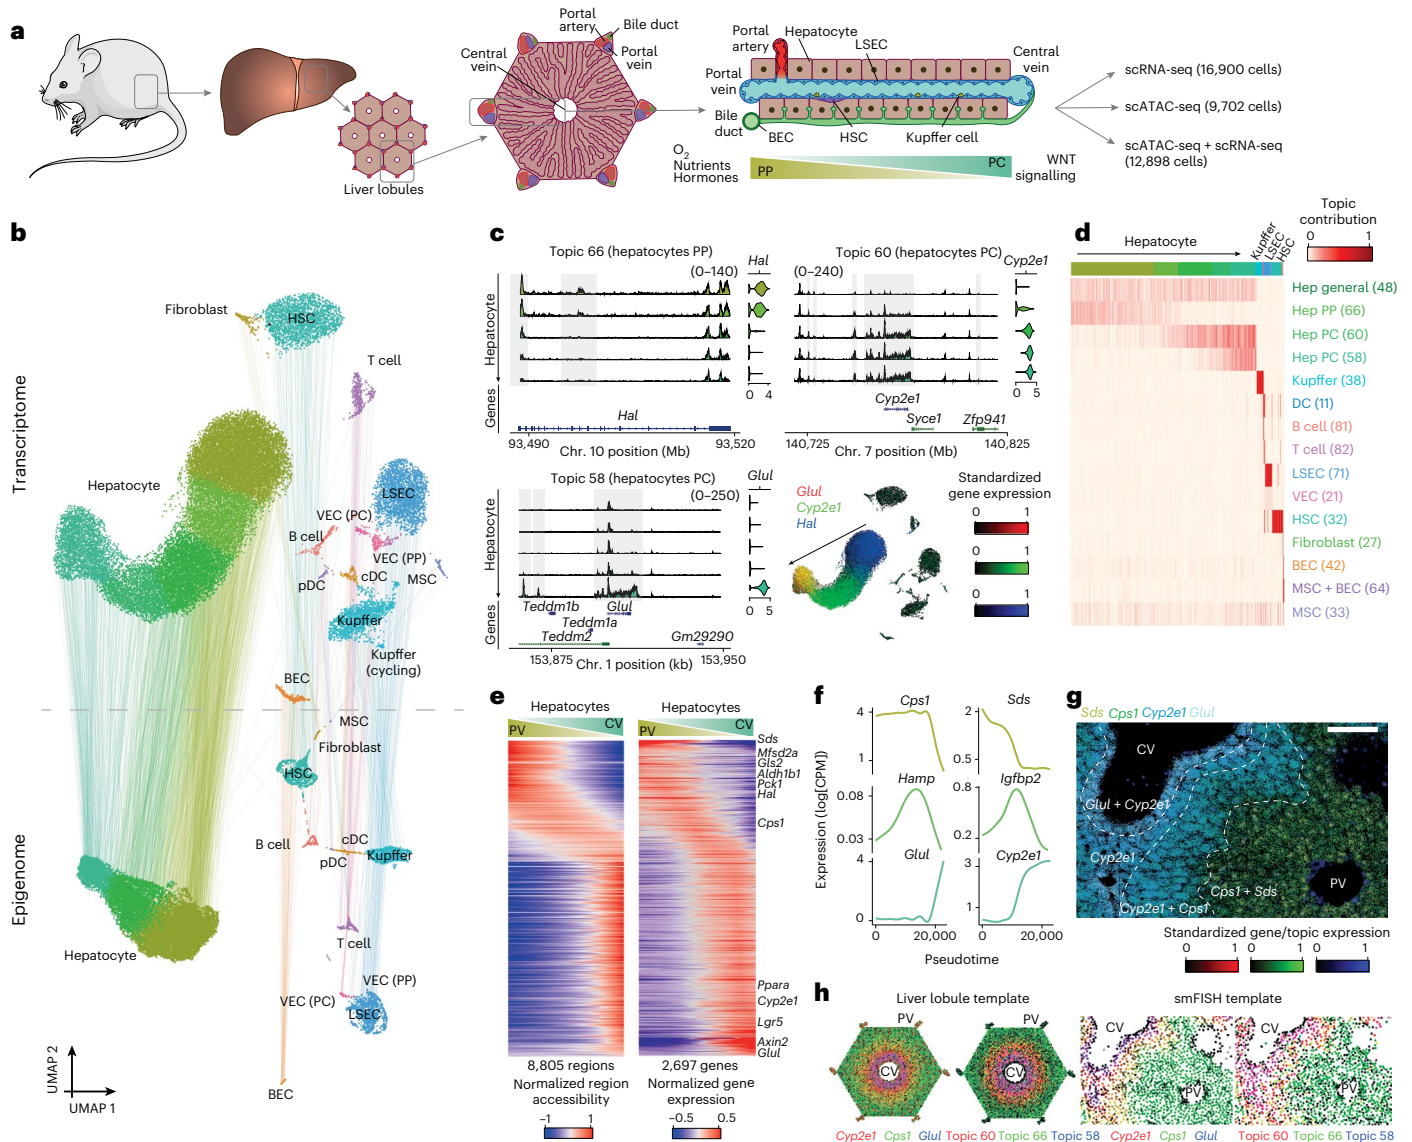 a
Portal
artery
Bile duct
Central
vein
Portal
vein
Liver lobules
Portal
artery
Hepatocyte
LSEC
Central
vein
Portal
vein
Bile
duct
BEC
HSC
Kupffer cell
O2
Nutrients
Hormones
PP
PC
WNT
signalling
scRNA-seq (16,900 cells)
scATAC-seq (9,702 cells)
scATAC-seq + scRNA-seq
(12,898 cells)
b
Transcriptome
Epigenome
Fibroblast
HSC
T cell
Hepatocyte
LSEC
VEC (PC)
B cell
VEC (PP)
pDC
cDC
MSC
Kupffer
Kupffer
(cycling)
BEC
MSC
Fibroblast
HSC
B cell
cDC
pDC
Kupffer
T cell
Hepatocyte
VEC (PP)
VEC (PC)
LSEC
BEC
UMAP 2
UMAP 1
c
Topic 66 (hepatocytes PP)
(0–140)
Hal
Hepatocyte
Genes
Hal
0 4
93,490
93,520
Chr. 10 position (Mb)
Topic 60 (hepatocytes PC)
(0–240)
Cyp2e1
Cyp2e1
Syce1
Zfp941
0 5
140,725
140,825
Chr. 7 position (Mb)
Topic 58 (hepatocytes PC)
(0–250)
Glul
Hepatocyte
Genes
Teddm1b
Glul
Teddm1a
Teddm2
Gm29290
0 5
153,875
153,950
Chr. 1 position (kb)
Glul
Cyp2e1
Hal
Standardized
gene expression
0 1
0 1
0 1
d
Topic
contribution
0 1
Hepatocyte
Kupffer
LSEC
HSC
Hep general (48)
Hep PP (66)
Hep PC (60)
Hep PC (58)
Kupffer (38)
DC (11)
B cell (81)
T cell (82)
LSEC (71)
VEC (21)
HSC (32)
Fibroblast (27)
BEC (42)
MSC + BEC (64)
MSC (33)
e
Hepatocytes
PV
CV
Hepatocytes
PV
CV
Sds
Mfsd2a
Gls2
Aldh1b1
Pck1
Hal
Cps1
Ppara
Cyp2e1
Lgr5
Axin2
Glul
8,805 regions
2,697 genes
Normalized region
accessibility
Normalized gene
expression
–1 1
–0.5 0.5
f
Expression (log[CPM])
Cps1
4
1
Sds
2
0.5
Hamp
0.08
0.03
Igfbp2
0.8
0.2
Glul
4
0
Cyp2e1
3
1
0 20,000
0 20,000
Pseudotime
g
Sds Cps1 Cyp2e1 Glul
CV
Glul + Cyp2e1
Cyp2e1
Cyp2e1 + Cps1
Cps1 + Sds
PV
Standardized gene/topic expression
0 1
0 1
0 1
h
Liver lobule template
PV
CV
PV
CV
smFISH template
CV
PV
CV
PV
Cyp2e1 Cps1 Glul
Topic 60 Topic 66 Topic 58
Cyp2e1 Cps1 Glul
Topic 60 Topic 66 Topic 58